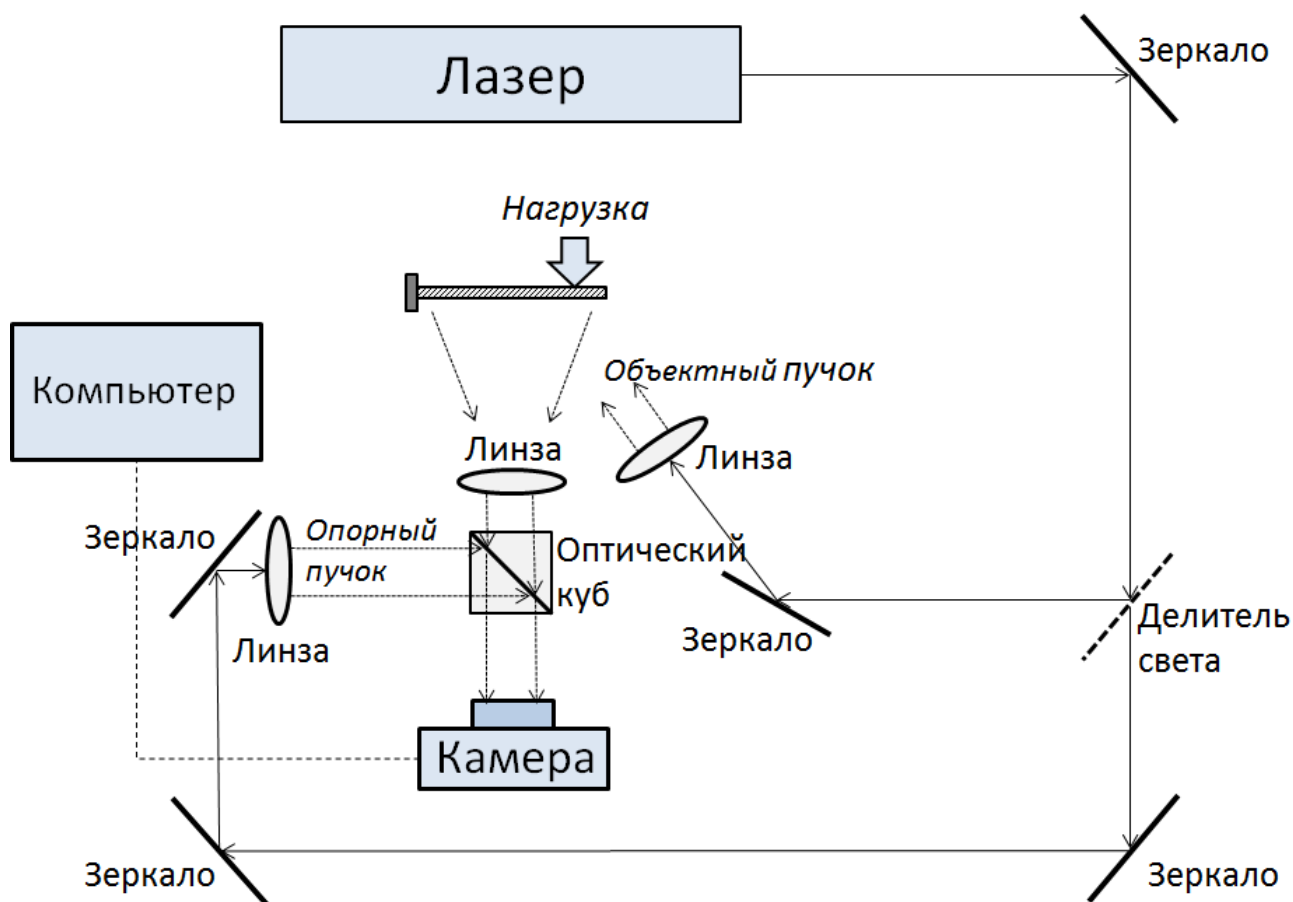 Лазер
Зеркало
Нагрузка
Компьютер
Объектный пучок
Линза
Линза
Зеркало
Опорный
пучок
Оптический
куб
Линза
Зеркало
Делитель
света
Камера
Зеркало
Зеркало